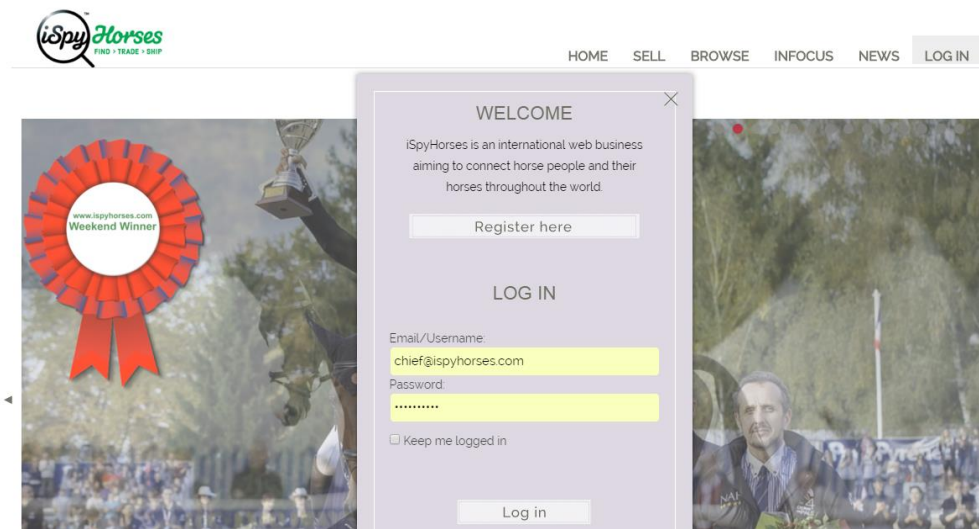 iSpy Horses™
FIND > TRADE > SHIP
HOME SELL BROWSE INFOCUS NEWS LOG IN
www.ispyhorses.com
Weekend Winner
WELCOME
iSpyHorses is an international web business
aiming to connect horse people and their
horses throughout the world.
Register here
LOG IN
Email/Username:
chief@ispyhorses.com
Password:
••••••••••
Keep me logged in
Log in